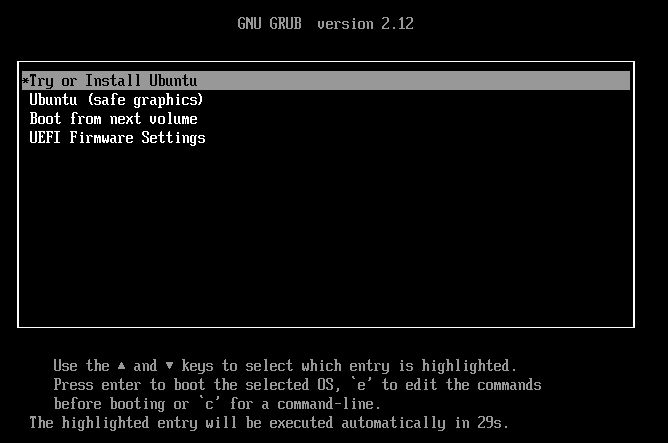 GNU GRUB version 2.12
*Try or Install Ubuntu
Ubuntu (safe graphics)
Boot from next volume
UEFI Firmware Settings
Use the ▲ and ▼ keys to select which entry is highlighted.
Press enter to boot the selected OS, `e' to edit the commands
before booting or `c' for a command-line.
The highlighted entry will be executed automatically in 29s.